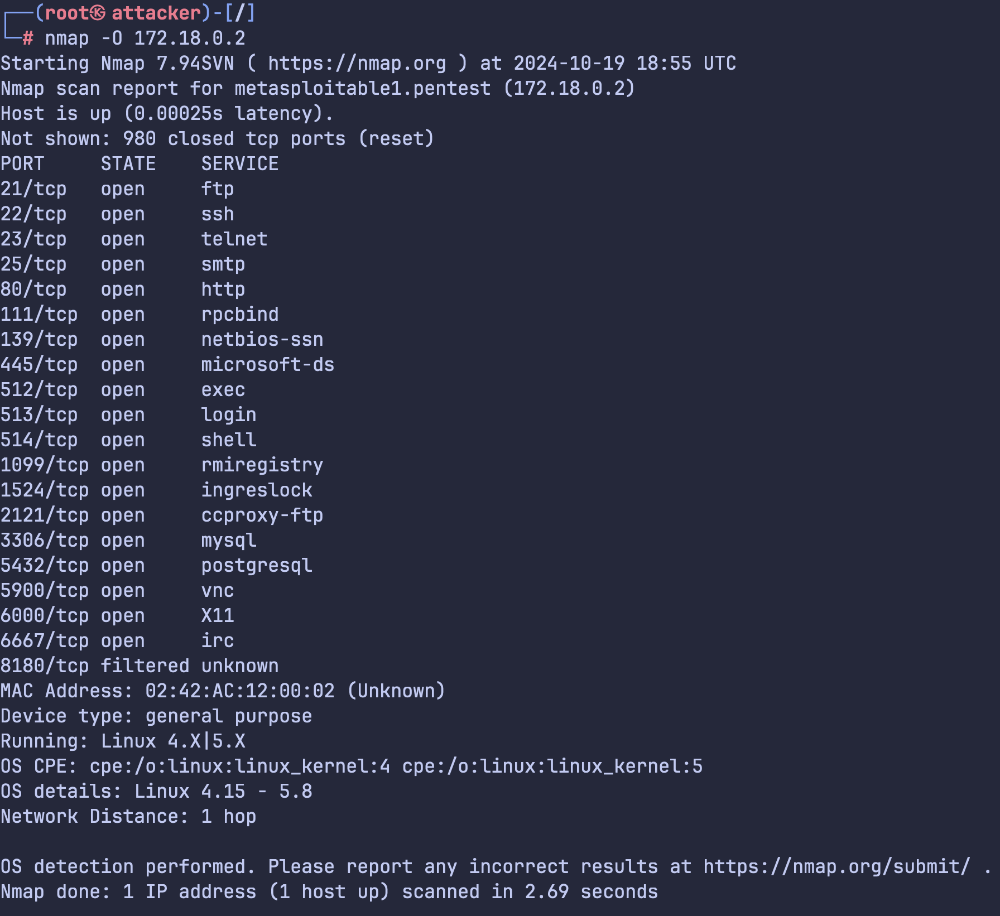 ┌──(root㉿attacker)-[/]
└─# nmap -O 172.18.0.2
Starting Nmap 7.94SVN ( https://nmap.org ) at 2024-10-19 18:55 UTC
Nmap scan report for metasploitable1.pentest (172.18.0.2)
Host is up (0.00025s latency).
Not shown: 980 closed tcp ports (reset)
PORT     STATE    SERVICE
21/tcp   open     ftp
22/tcp   open     ssh
23/tcp   open     telnet
25/tcp   open     smtp
80/tcp   open     http
111/tcp  open     rpcbind
139/tcp  open     netbios-ssn
445/tcp  open     microsoft-ds
512/tcp  open     exec
513/tcp  open     login
514/tcp  open     shell
1099/tcp open     rmiregistry
1524/tcp open     ingreslock
2121/tcp open     ccproxy-ftp
3306/tcp open     mysql
5432/tcp open     postgresql
5900/tcp open     vnc
6000/tcp open     X11
6667/tcp open     irc
8180/tcp filtered unknown
MAC Address: 02:42:AC:12:00:02 (Unknown)
Device type: general purpose
Running: Linux 4.X|5.X
OS CPE: cpe:/o:linux:linux_kernel:4 cpe:/o:linux:linux_kernel:5
OS details: Linux 4.15 - 5.8
Network Distance: 1 hop

OS detection performed. Please report any incorrect results at https://nmap.org/submit/ .
Nmap done: 1 IP address (1 host up) scanned in 2.69 seconds